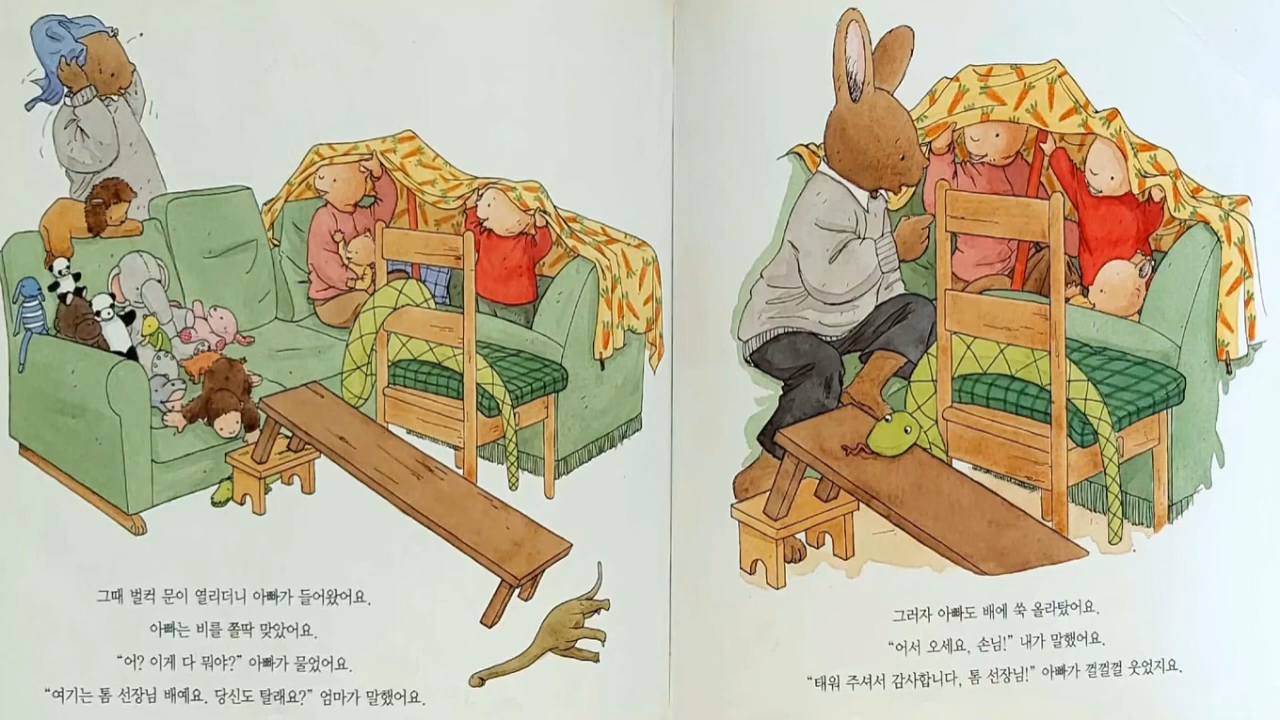 그때 벌컥 문이 열리더니 아빠가 들어왔어요.
아빠는 비를 쫄딱 맞았어요.
“어? 이게 다 뭐야?” 아빠가 물었어요.
“여기는 톰 선장님 배예요. 당신도 탈래요?” 엄마가 말했어요.
그러자 아빠도 배에 쑥 올라탔어요.
“어서 오세요, 손님!” 내가 말했어요.
“태워 주셔서 감사합니다, 톰 선장님!” 아빠가 껄껄껄 웃었지요.